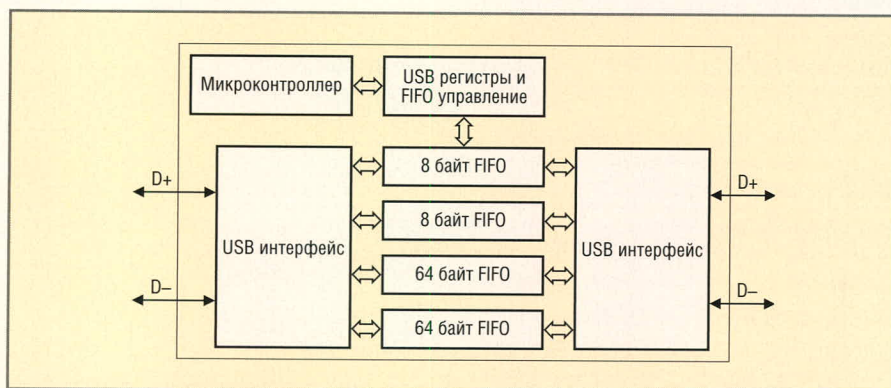 Микроконтроллер
USB регистры и
FIFO управление
8 байт FIFO
D+
D+
8 байт FIFO
USB интерфейс
USB интерфейс
64 байт FIFO
D–
D–
64 байт FIFO